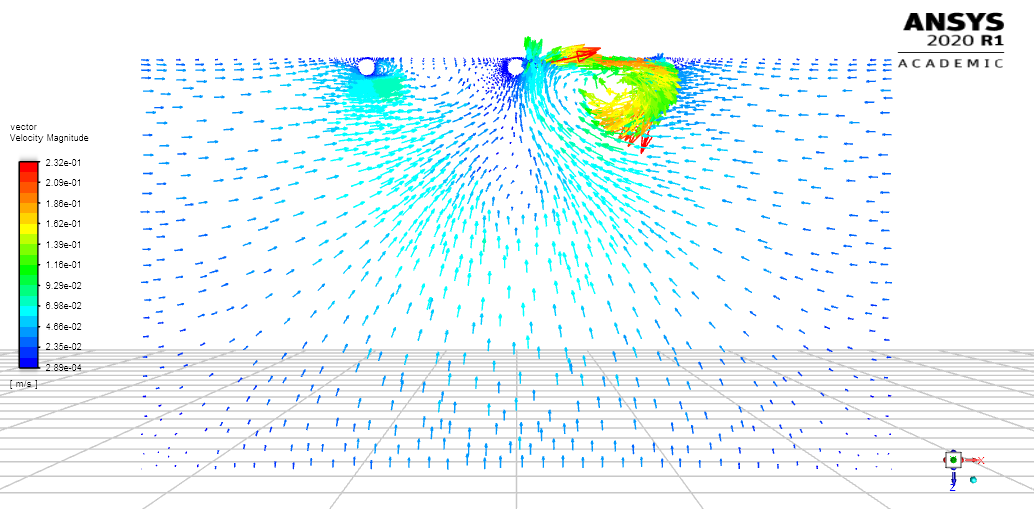 ANSYS
2020 R1
ACADEMIC
vector
Velocity Magnitude
2.32e-01
2.09e-01
1.86e-01
1.62e-01
1.39e-01
1.16e-01
9.29e-02
6.98e-02
4.66e-02
2.35e-02
2.89e-04
[ m/s ]
X
Z